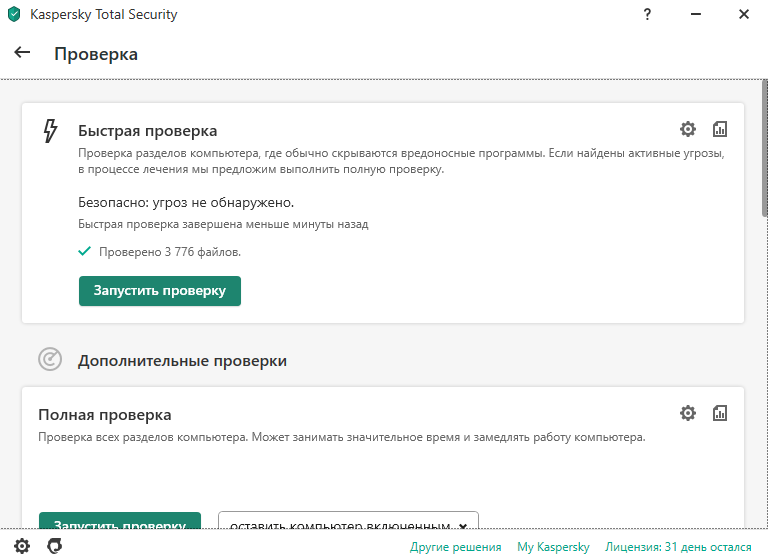 Kaspersky Total Security
?
Проверка
Быстрая проверка
Проверка разделов компьютера, где обычно скрываются вредоносные программы. Если найдены активные угрозы,
в процессе лечения мы предложим выполнить полную проверку.
Безопасно: угроз не обнаружено.
Быстрая проверка завершена меньше минуты назад
Проверено 3 776 файлов.
Запустить проверку
Дополнительные проверки
Полная проверка
Проверка всех разделов компьютера. Может занимать значительное время и замедлять работу компьютера.
Запустить проверку
оставить компьютер включенным
Другие решения
My Kaspersky
Лицензия: 31 день остался